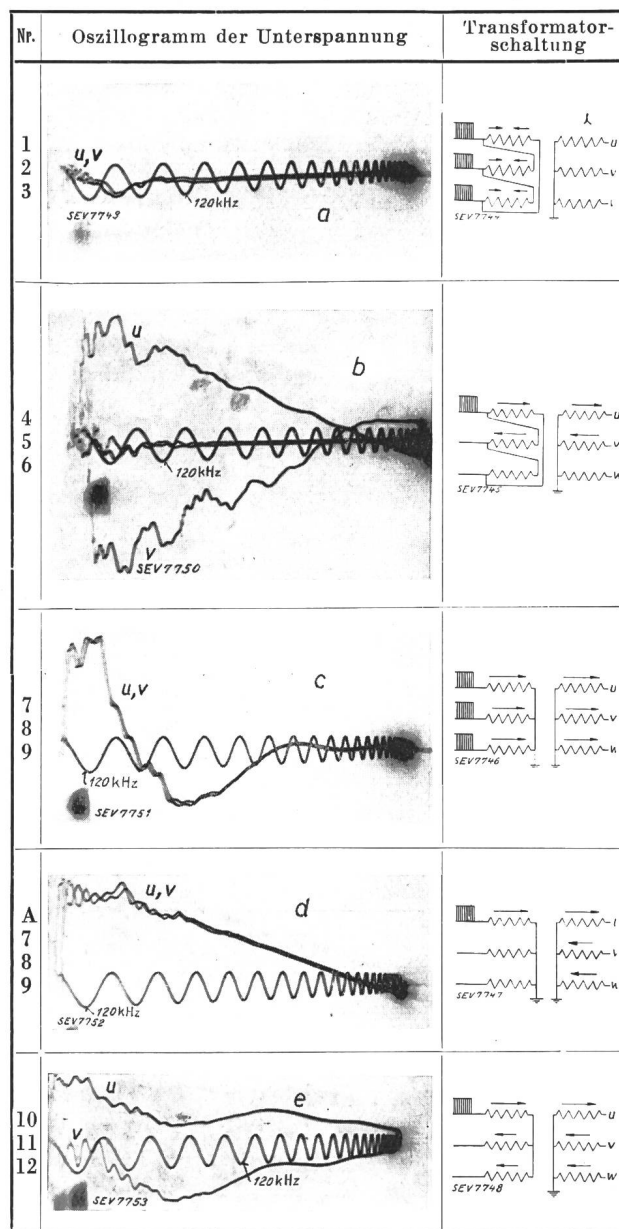 Nr.
Oszillogramm der Unterspannung
Transformator-
schaltung
1
2
3
u,v
120kHz
SEV7749
a
u
v
SEV7744
4
5
6
u
b
120kHz
v
SEV7750
u
v
w
SEV7745
7
8
9
u,v
c
120kHz
SEV7751
u
v
SEV7746
A
7
8
9
u,v
d
120kHz
SEV7752
SEV7747
10
11
12
u
e
v
120kHz
SEV7753
u
v
w
SEV7748